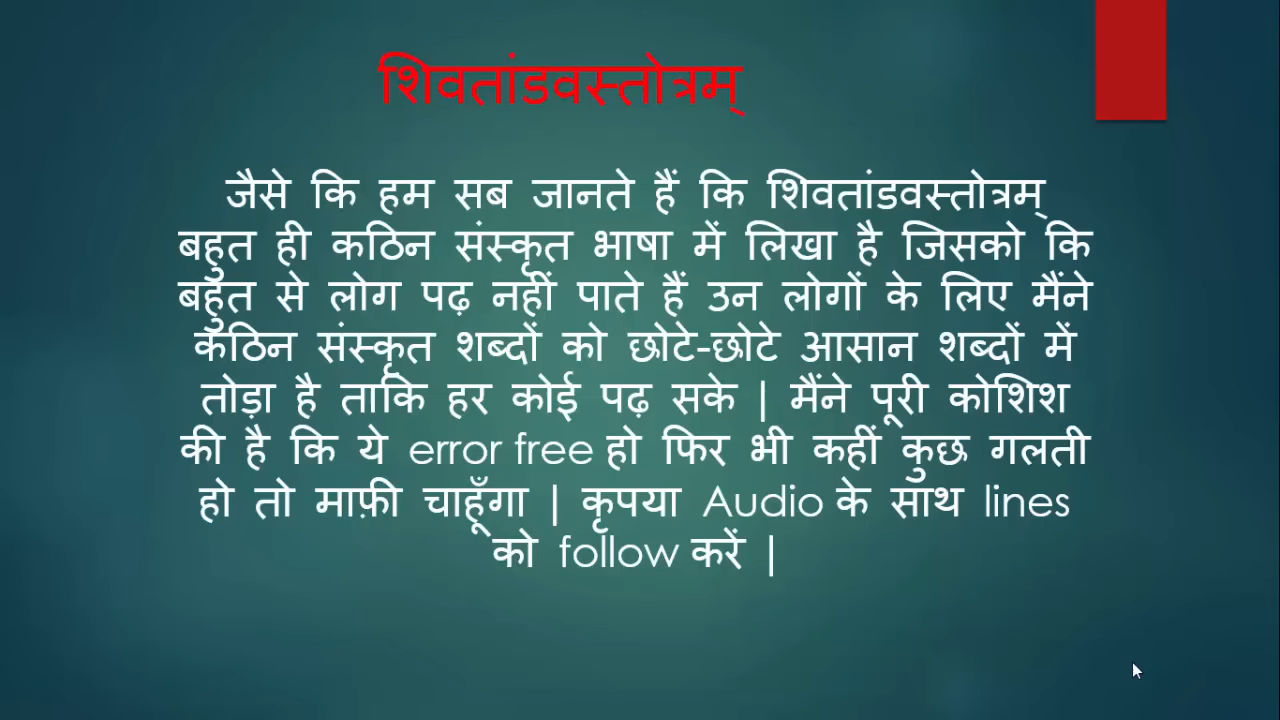 शिवतांडवस्तोत्रम्
जैसे कि हम सब जानते हैं कि शिवतांडवस्तोत्रम्
बहुत ही कठिन संस्कृत भाषा में लिखा है जिसको कि
बहुत से लोग पढ़ नहीं पाते हैं उन लोगों के लिए मैंने
कठिन संस्कृत शब्दों को छोटे-छोटे आसान शब्दों में
तोड़ा है ताकि हर कोई पढ़ सके | मैंने पूरी कोशिश
की है कि ये error free हो फिर भी कहीं कुछ गलती
हो तो माफ़ी चाहूँगा | कृपया Audio के साथ lines
को follow करें |